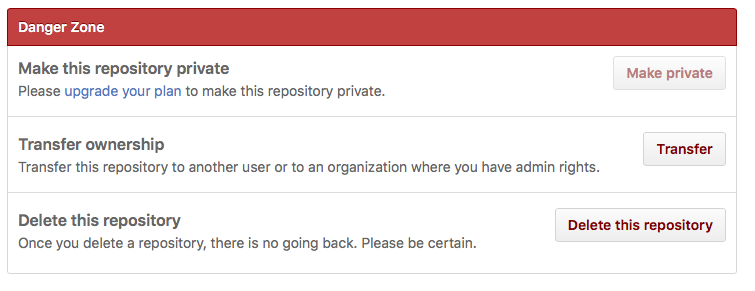 Danger Zone
Make this repository private
Make private
Please upgrade your plan to make this repository private.
Transfer ownership
Transfer
Transfer this repository to another user or to an organization where you have admin rights.
Delete this repository
Delete this repository
Once you delete a repository, there is no going back. Please be certain.